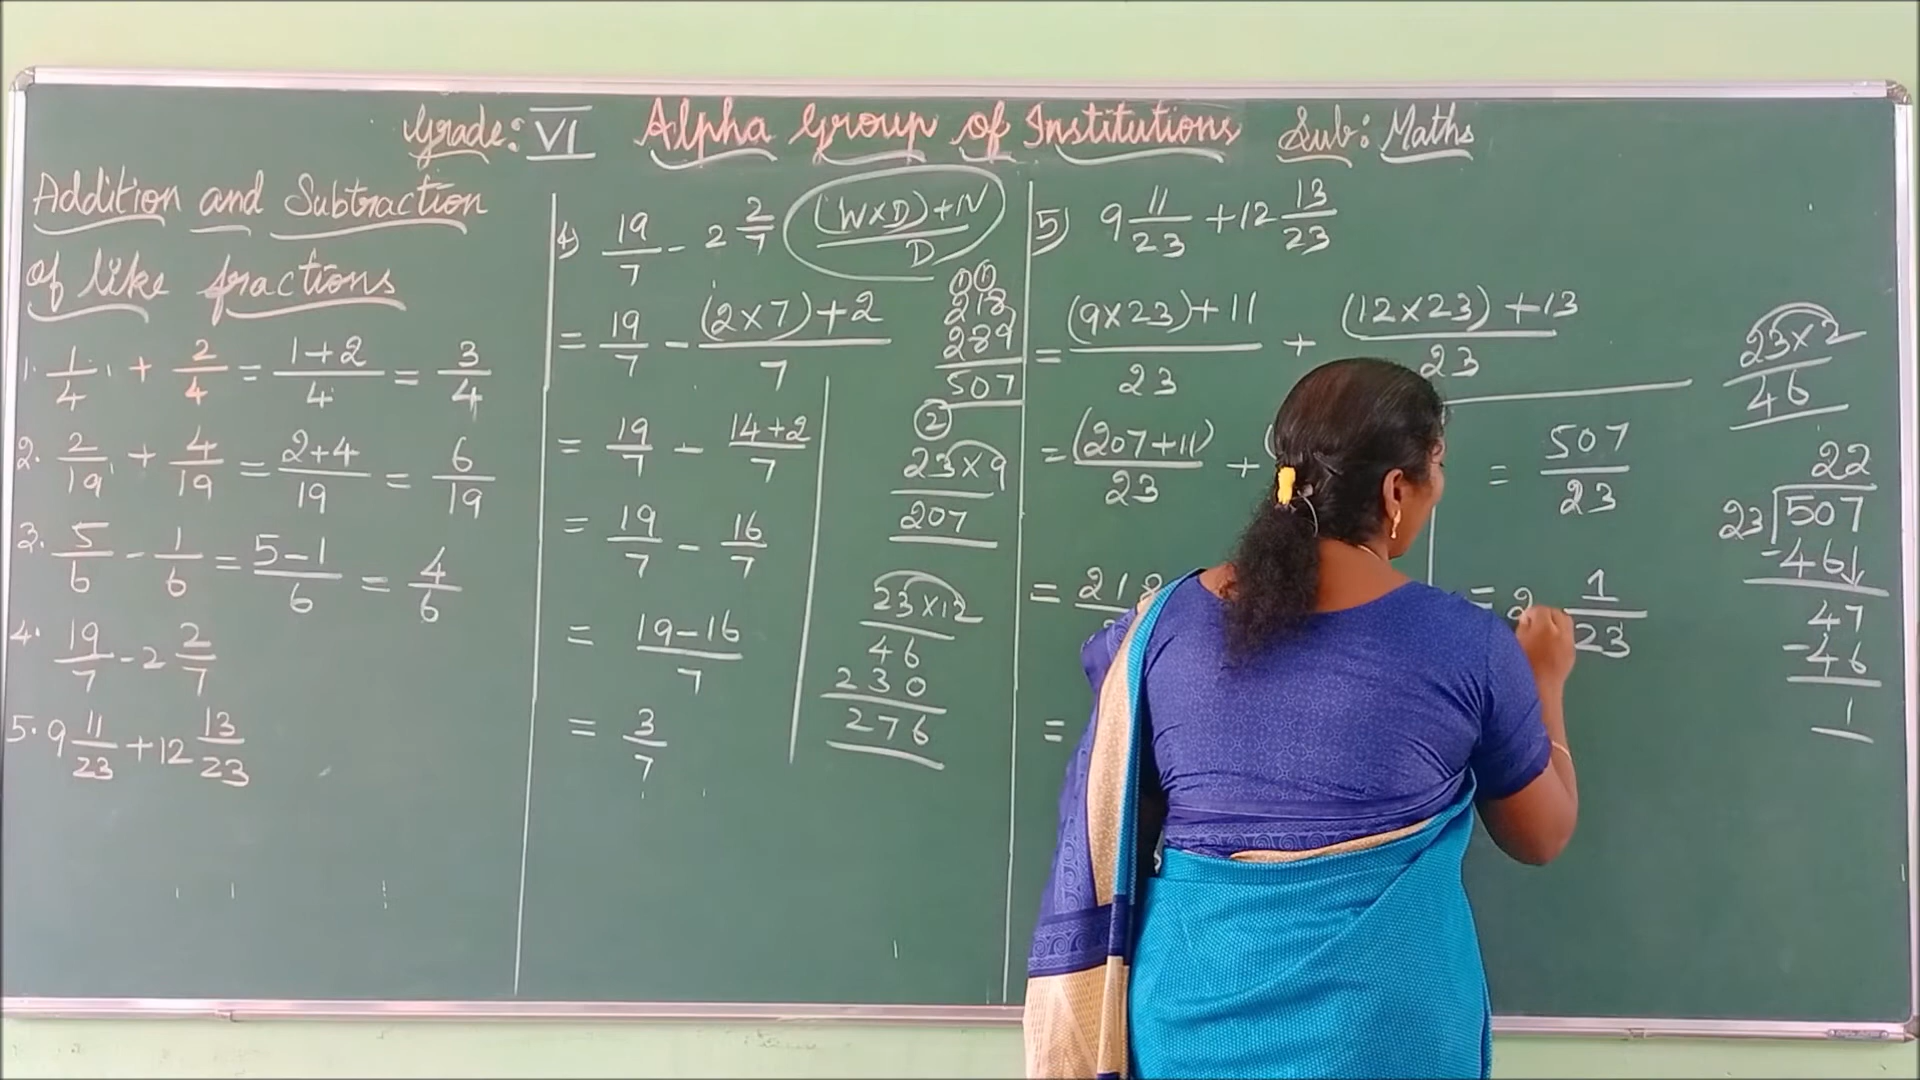 Grade: VI Alpha Group of Institutions Sub: Maths
Addition and Subtraction
of like fractions
1. 1/4 + 2/4 = 1+2/4 = 3/4
2. 2/19 + 4/19 = 2+4/19 = 6/19
3. 5/6 - 1/6 = 5-1/6 = 4/6
4. 19/7 - 2 2/7
5. 9 11/23 + 12 13/23
4) 19/7 - 2 2/7
(W×D)+N/D
= 19/7 - (2×7)+2/7
= 19/7 - 14+2/7
= 19/7 - 16/7
= 19-16/7
= 3/7
1 1
218
289
507
2
23×9
207
23×12
46
230
276
5) 9 11/23 + 12 13/23
= (9×23)+11/23 + (12×23)+13/23
= (207+11)/23 + (
= 218
=
= 507/23
= 2 1/23
23×2
46
22
23 507
-46↓
47
-46
1